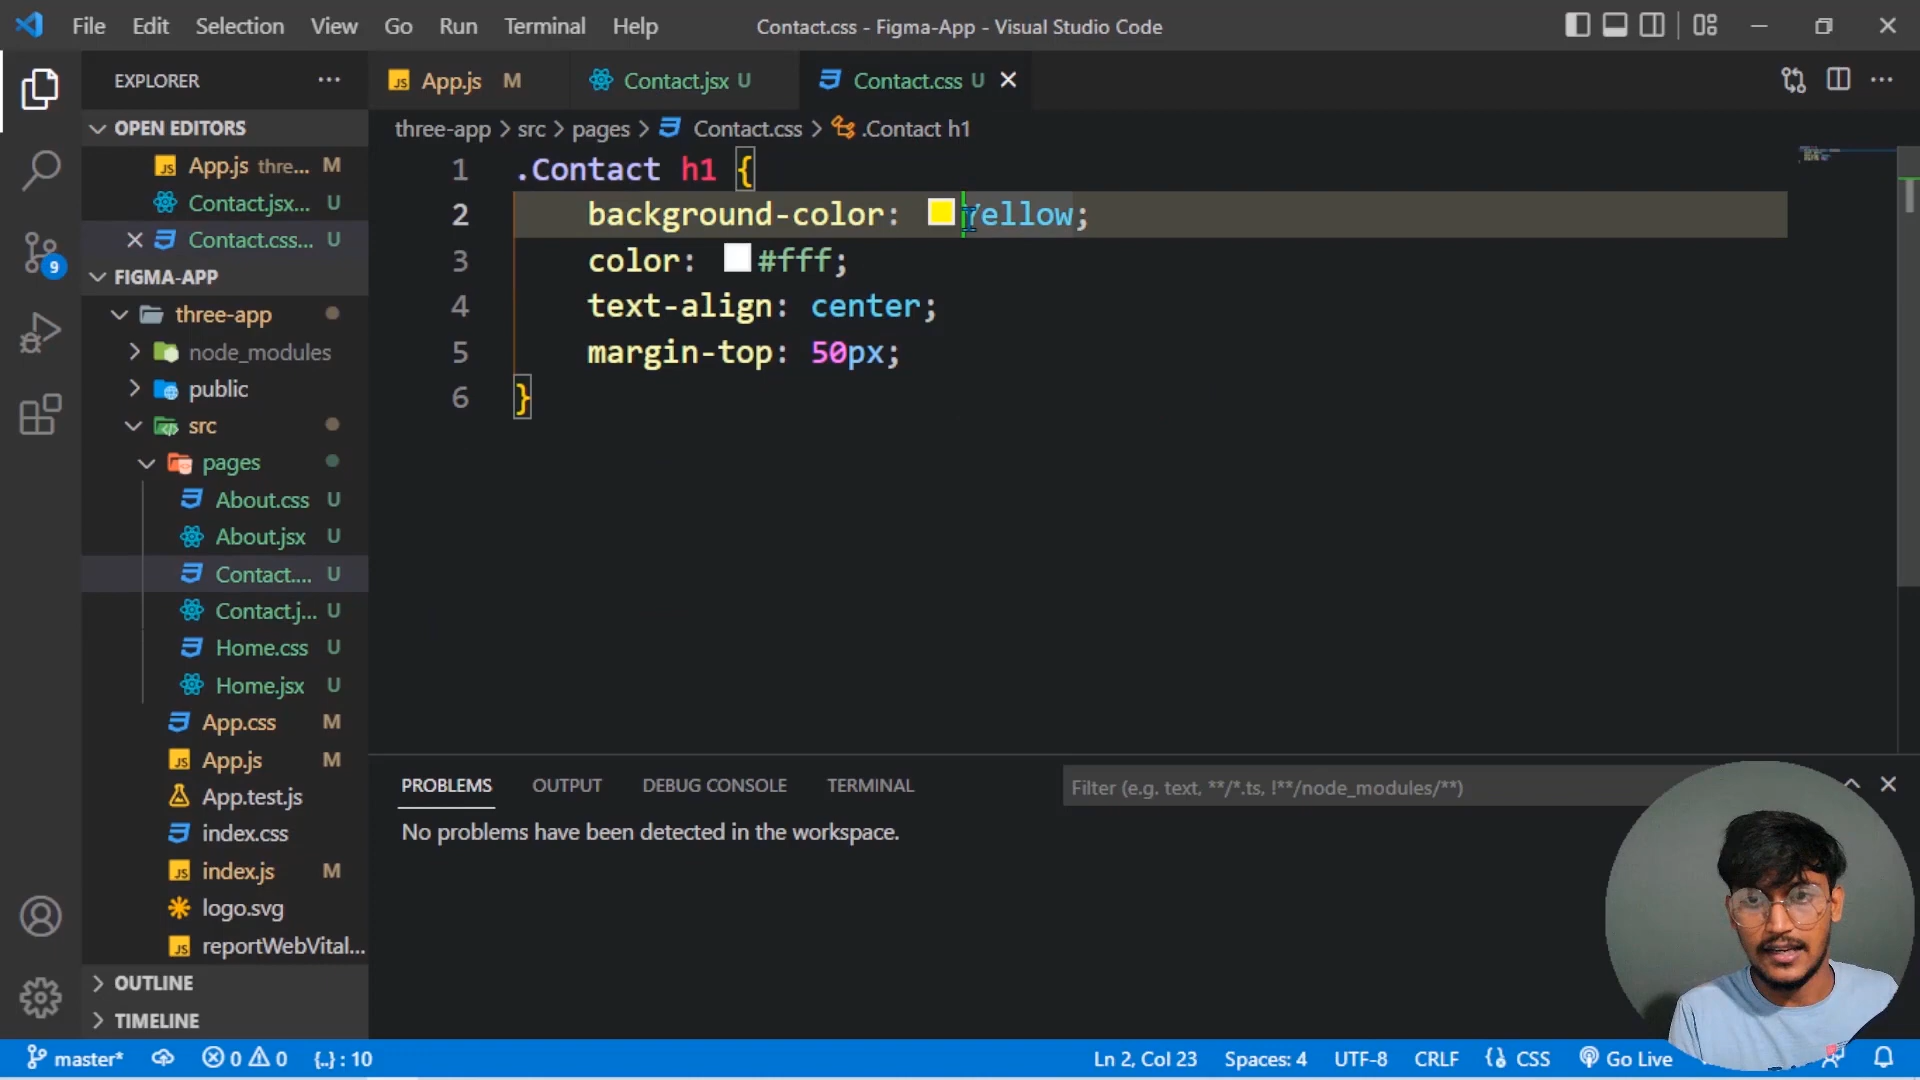 File Edit Selection View Go Run Terminal Help
Contact.css - Figma-App - Visual Studio Code
EXPLORER
App.js M
Contact.jsx U
Contact.css U
three-app > src > pages > Contact.css > .Contact h1
OPEN EDITORS
App.js thre... M
Contact.jsx... U
Contact.css... U
FIGMA-APP
three-app
node_modules
public
src
pages
About.css U
About.jsx U
Contact.... U
Contact.j... U
Home.css U
Home.jsx U
App.css M
App.js M
App.test.js
index.css
index.js M
logo.svg
reportWebVital...
OUTLINE
TIMELINE
1 .Contact h1 {
2 background-color: Yellow;
3 color: #fff;
4 text-align: center;
5 margin-top: 50px;
6 }
PROBLEMS OUTPUT DEBUG CONSOLE TERMINAL
Filter (e.g. text, **/*.ts, !**/node_modules/**)
No problems have been detected in the workspace.
9
master* 0 0 {..} : 10
Ln 2, Col 23 Spaces: 4 UTF-8 CRLF CSS Go Live